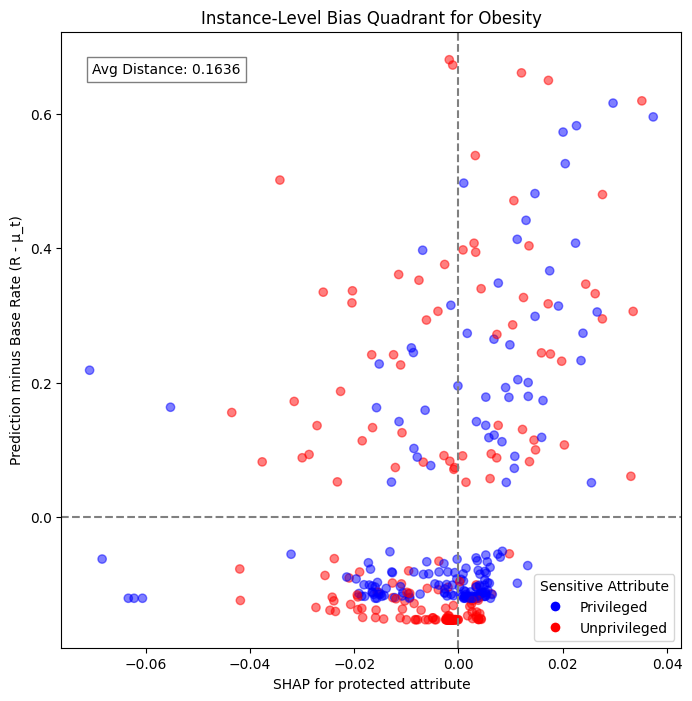 Instance-Level Bias Quadrant for Obesity
Avg Distance: 0.1636
Prediction minus Base Rate (R - μ_t)
0.6
0.4
0.2
0.0
Sensitive Attribute
Privileged
Unprivileged
−0.06
−0.04
−0.02
0.00
0.02
0.04
SHAP for protected attribute